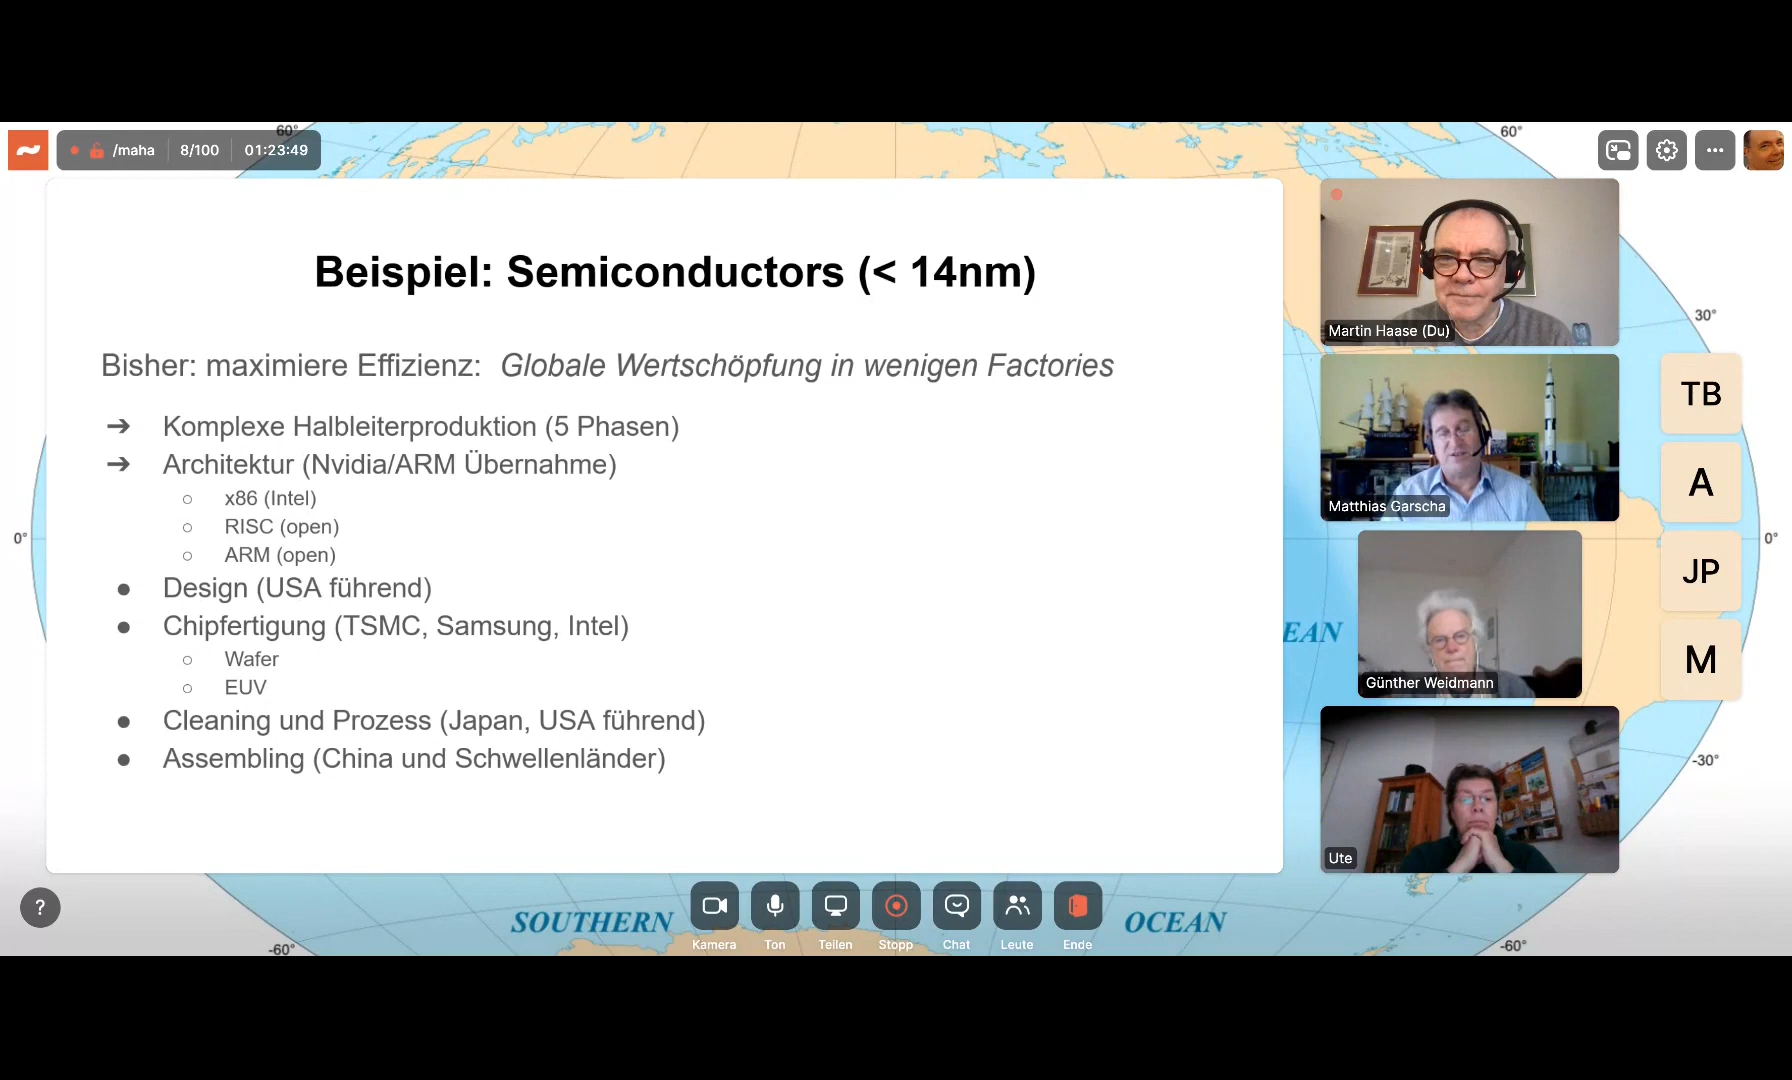 60°
60°
/maha
8/100
01:23:49
Beispiel: Semiconductors (< 14nm)
Bisher: maximiere Effizienz: Globale Wertschöpfung in wenigen Factories
➔ Komplexe Halbleiterproduktion (5 Phasen)
➔ Architektur (Nvidia/ARM Übernahme)
○ x86 (Intel)
○ RISC (open)
○ ARM (open)
● Design (USA führend)
● Chipfertigung (TSMC, Samsung, Intel)
○ Wafer
○ EUV
● Cleaning und Prozess (Japan, USA führend)
● Assembling (China und Schwellenländer)
Martin Haase (Du)
Matthias Garscha
Günther Weidmann
Ute
TB
A
JP
M
30°
0°
0°
EAN
-30°
?
SOUTHERN
OCEAN
Kamera
Ton
Teilen
Stopp
Chat
Leute
Ende
-60°
-60°